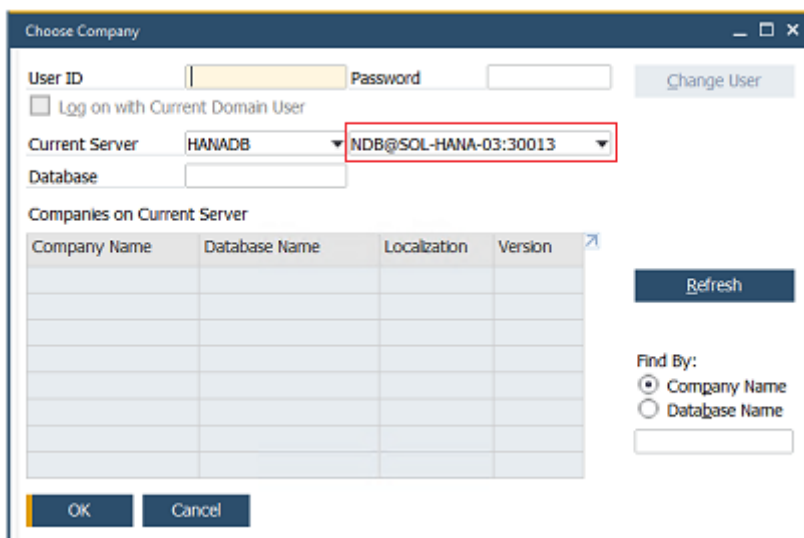 Choose Company
User ID Password Change User
Log on with Current Domain User
Current Server HANADB NDB@SOL-HANA-03:30013
Database
Companies on Current Server
Company Name Database Name Localization Version
Refresh
Find By:
Company Name
Database Name
OK Cancel